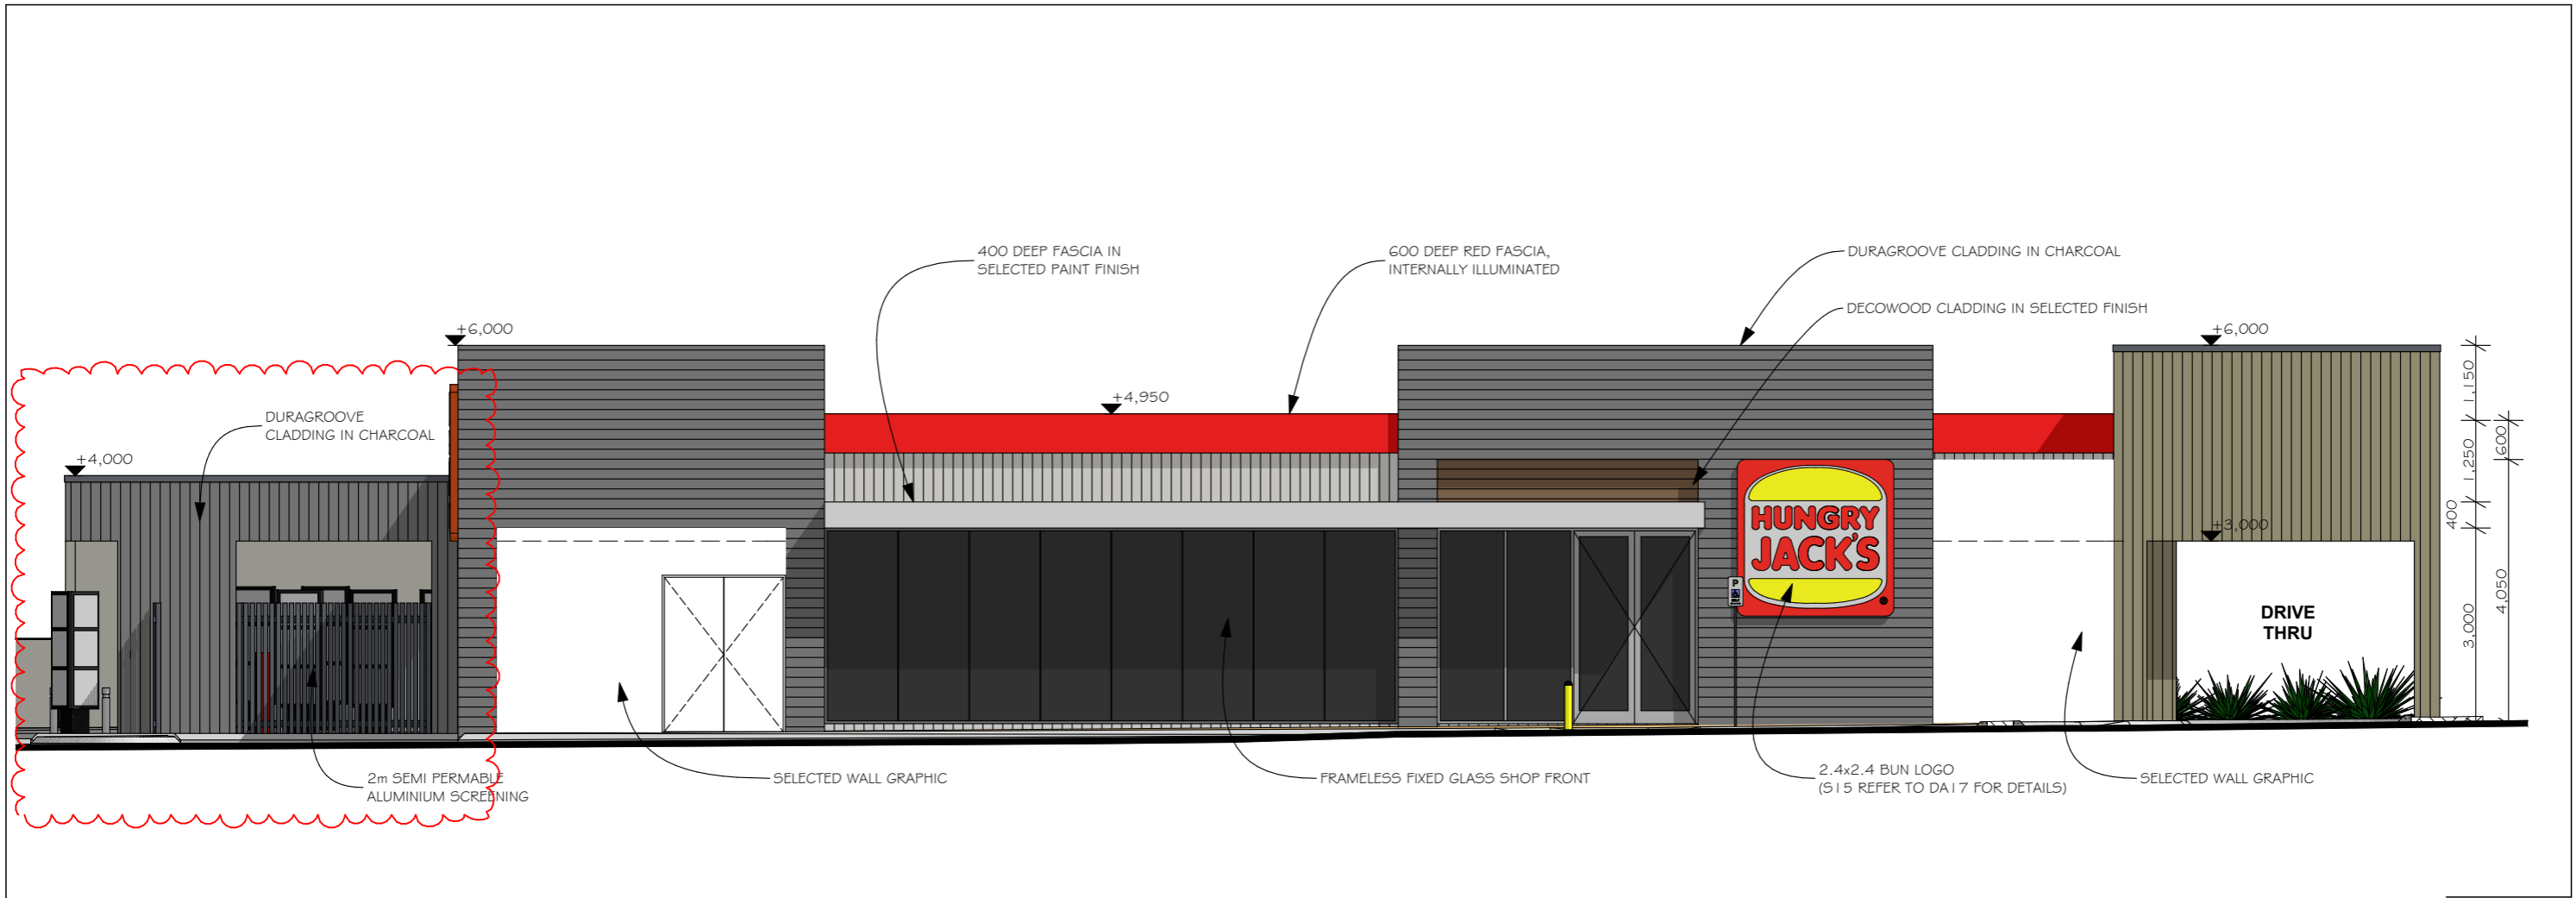 400 DEEP FASCIA IN
SELECTED PAINT FINISH
600 DEEP RED FASCIA,
INTERNALLY ILLUMINATED
DURAGROOVE CLADDING IN CHARCOAL
DECOWOOD CLADDING IN SELECTED FINISH
+6,000
+6,000
+4,950
DURAGROOVE
CLADDING IN CHARCOAL
+4,000
1,150
600
1,250
400
+3,000
3,000
4,050
HUNGRY
JACK'S
®
P
DRIVE
THRU
2m SEMI PERMABLE
ALUMINIUM SCREENING
SELECTED WALL GRAPHIC
FRAMELESS FIXED GLASS SHOP FRONT
2.4x2.4 BUN LOGO
(S15 REFER TO DA17 FOR DETAILS)
SELECTED WALL GRAPHIC